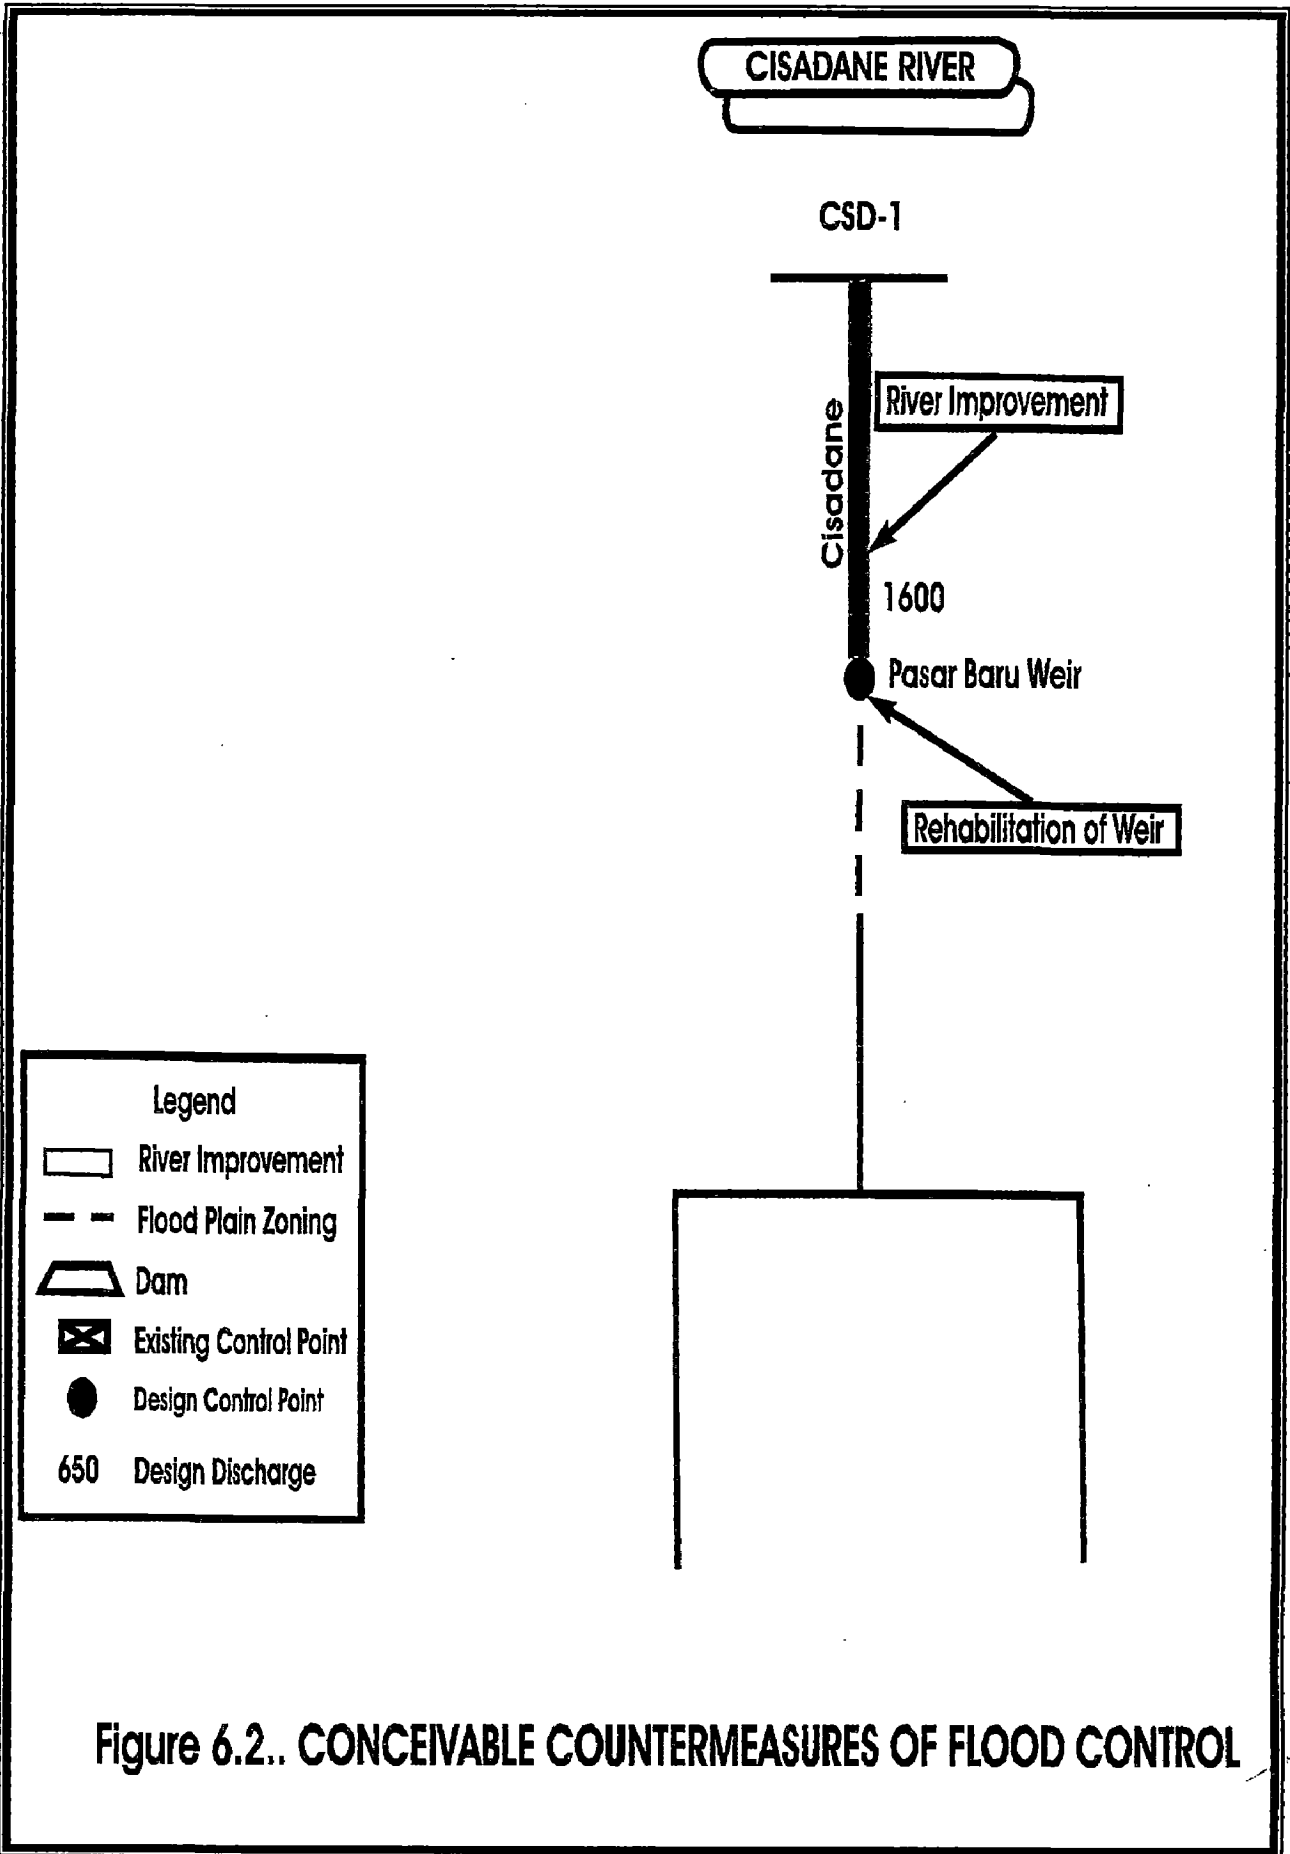 CISADANE RIVER
CSD-1
River Improvement
Cisadane
1600
Pasar Baru Weir
Rehabilitation of Weir
Legend
River Improvement
Flood Plain Zoning
Dam
Existing Control Point
Design Control Point
650 Design Discharge
Figure 6.2.. CONCEIVABLE COUNTERMEASURES OF FLOOD CONTROL